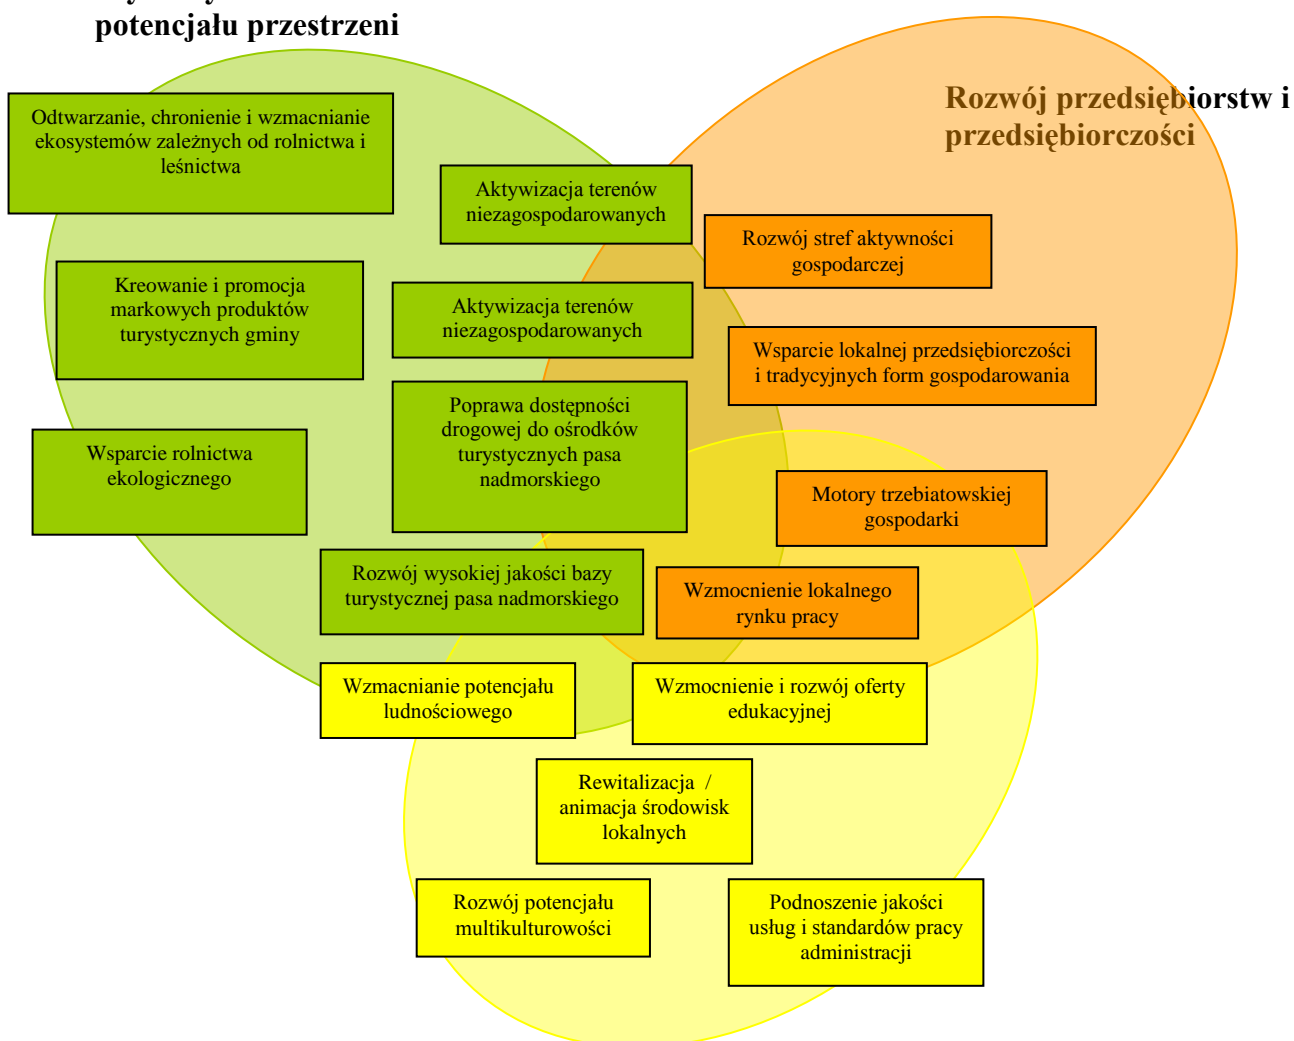 potencjału przestrzeni
Rozwój przedsiębiorstw i
przedsiębiorczości
Odtwarzanie, chronienie i wzmacnianie
ekosystemów zależnych od rolnictwa i
leśnictwa
Aktywizacja terenów
niezagospodarowanych
Rozwój stref aktywności
gospodarczej
Kreowanie i promocja
markowych produktów
turystycznych gminy
Aktywizacja terenów
niezagospodarowanych
Wsparcie lokalnej przedsiębiorczości
i tradycyjnych form gospodarowania
Poprawa dostępności
drogowej do ośrodków
turystycznych pasa
nadmorskiego
Wsparcie rolnictwa
ekologicznego
Motory trzebiatowskiej
gospodarki
Rozwój wysokiej jakości bazy
turystycznej pasa nadmorskiego
Wzmocnienie lokalnego
rynku pracy
Wzmacnianie potencjału
ludnościowego
Wzmocnienie i rozwój oferty
edukacyjnej
Rewitalizacja /
animacja środowisk
lokalnych
Rozwój potencjału
multikulturowości
Podnoszenie jakości
usług i standardów pracy
administracji